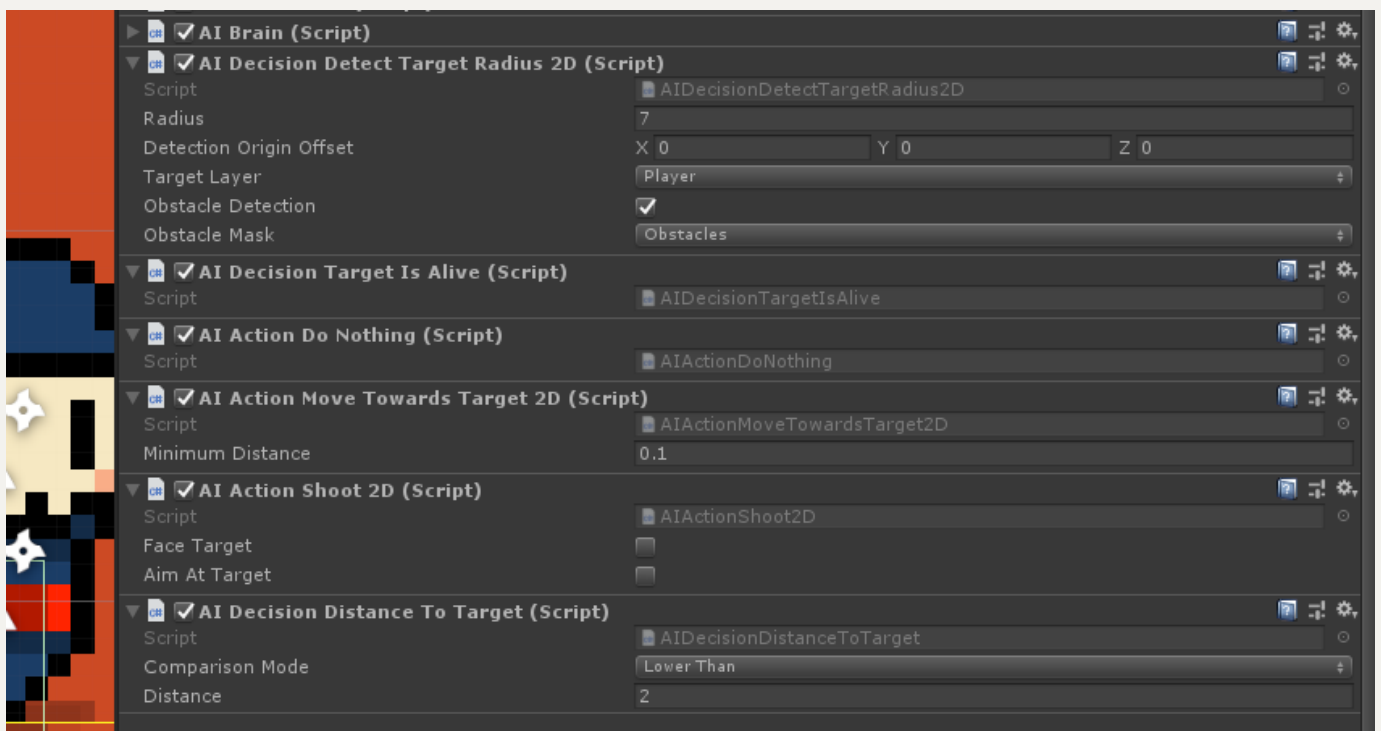 AI Brain (Script)
AI Decision Detect Target Radius 2D (Script)
Script AIDecisionDetectTargetRadius2D
Radius 7
Detection Origin Offset X 0 Y 0 Z 0
Target Layer Player
Obstacle Detection
Obstacle Mask Obstacles
AI Decision Target Is Alive (Script)
Script AIDecisionTargetIsAlive
AI Action Do Nothing (Script)
Script AIActionDoNothing
AI Action Move Towards Target 2D (Script)
Script AIActionMoveTowardsTarget2D
Minimum Distance 0.1
AI Action Shoot 2D (Script)
Script AIActionShoot2D
Face Target
Aim At Target
AI Decision Distance To Target (Script)
Script AIDecisionDistanceToTarget
Comparison Mode Lower Than
Distance 2